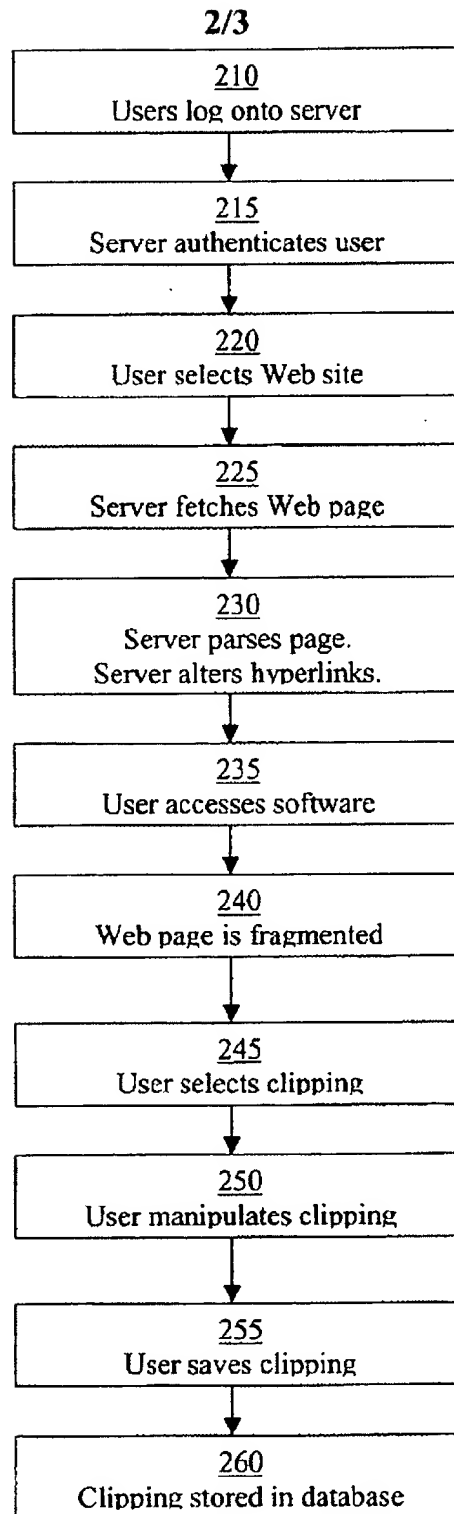 2/3
210
Users log onto server
215
Server authenticates user
220
User selects Web site
225
Server fetches Web page
230
Server parses page.
Server alters hyperlinks.
235
User accesses software
240
Web page is fragmented
245
User selects clipping
250
User manipulates clipping
255
User saves clipping
260
Clipping stored in database